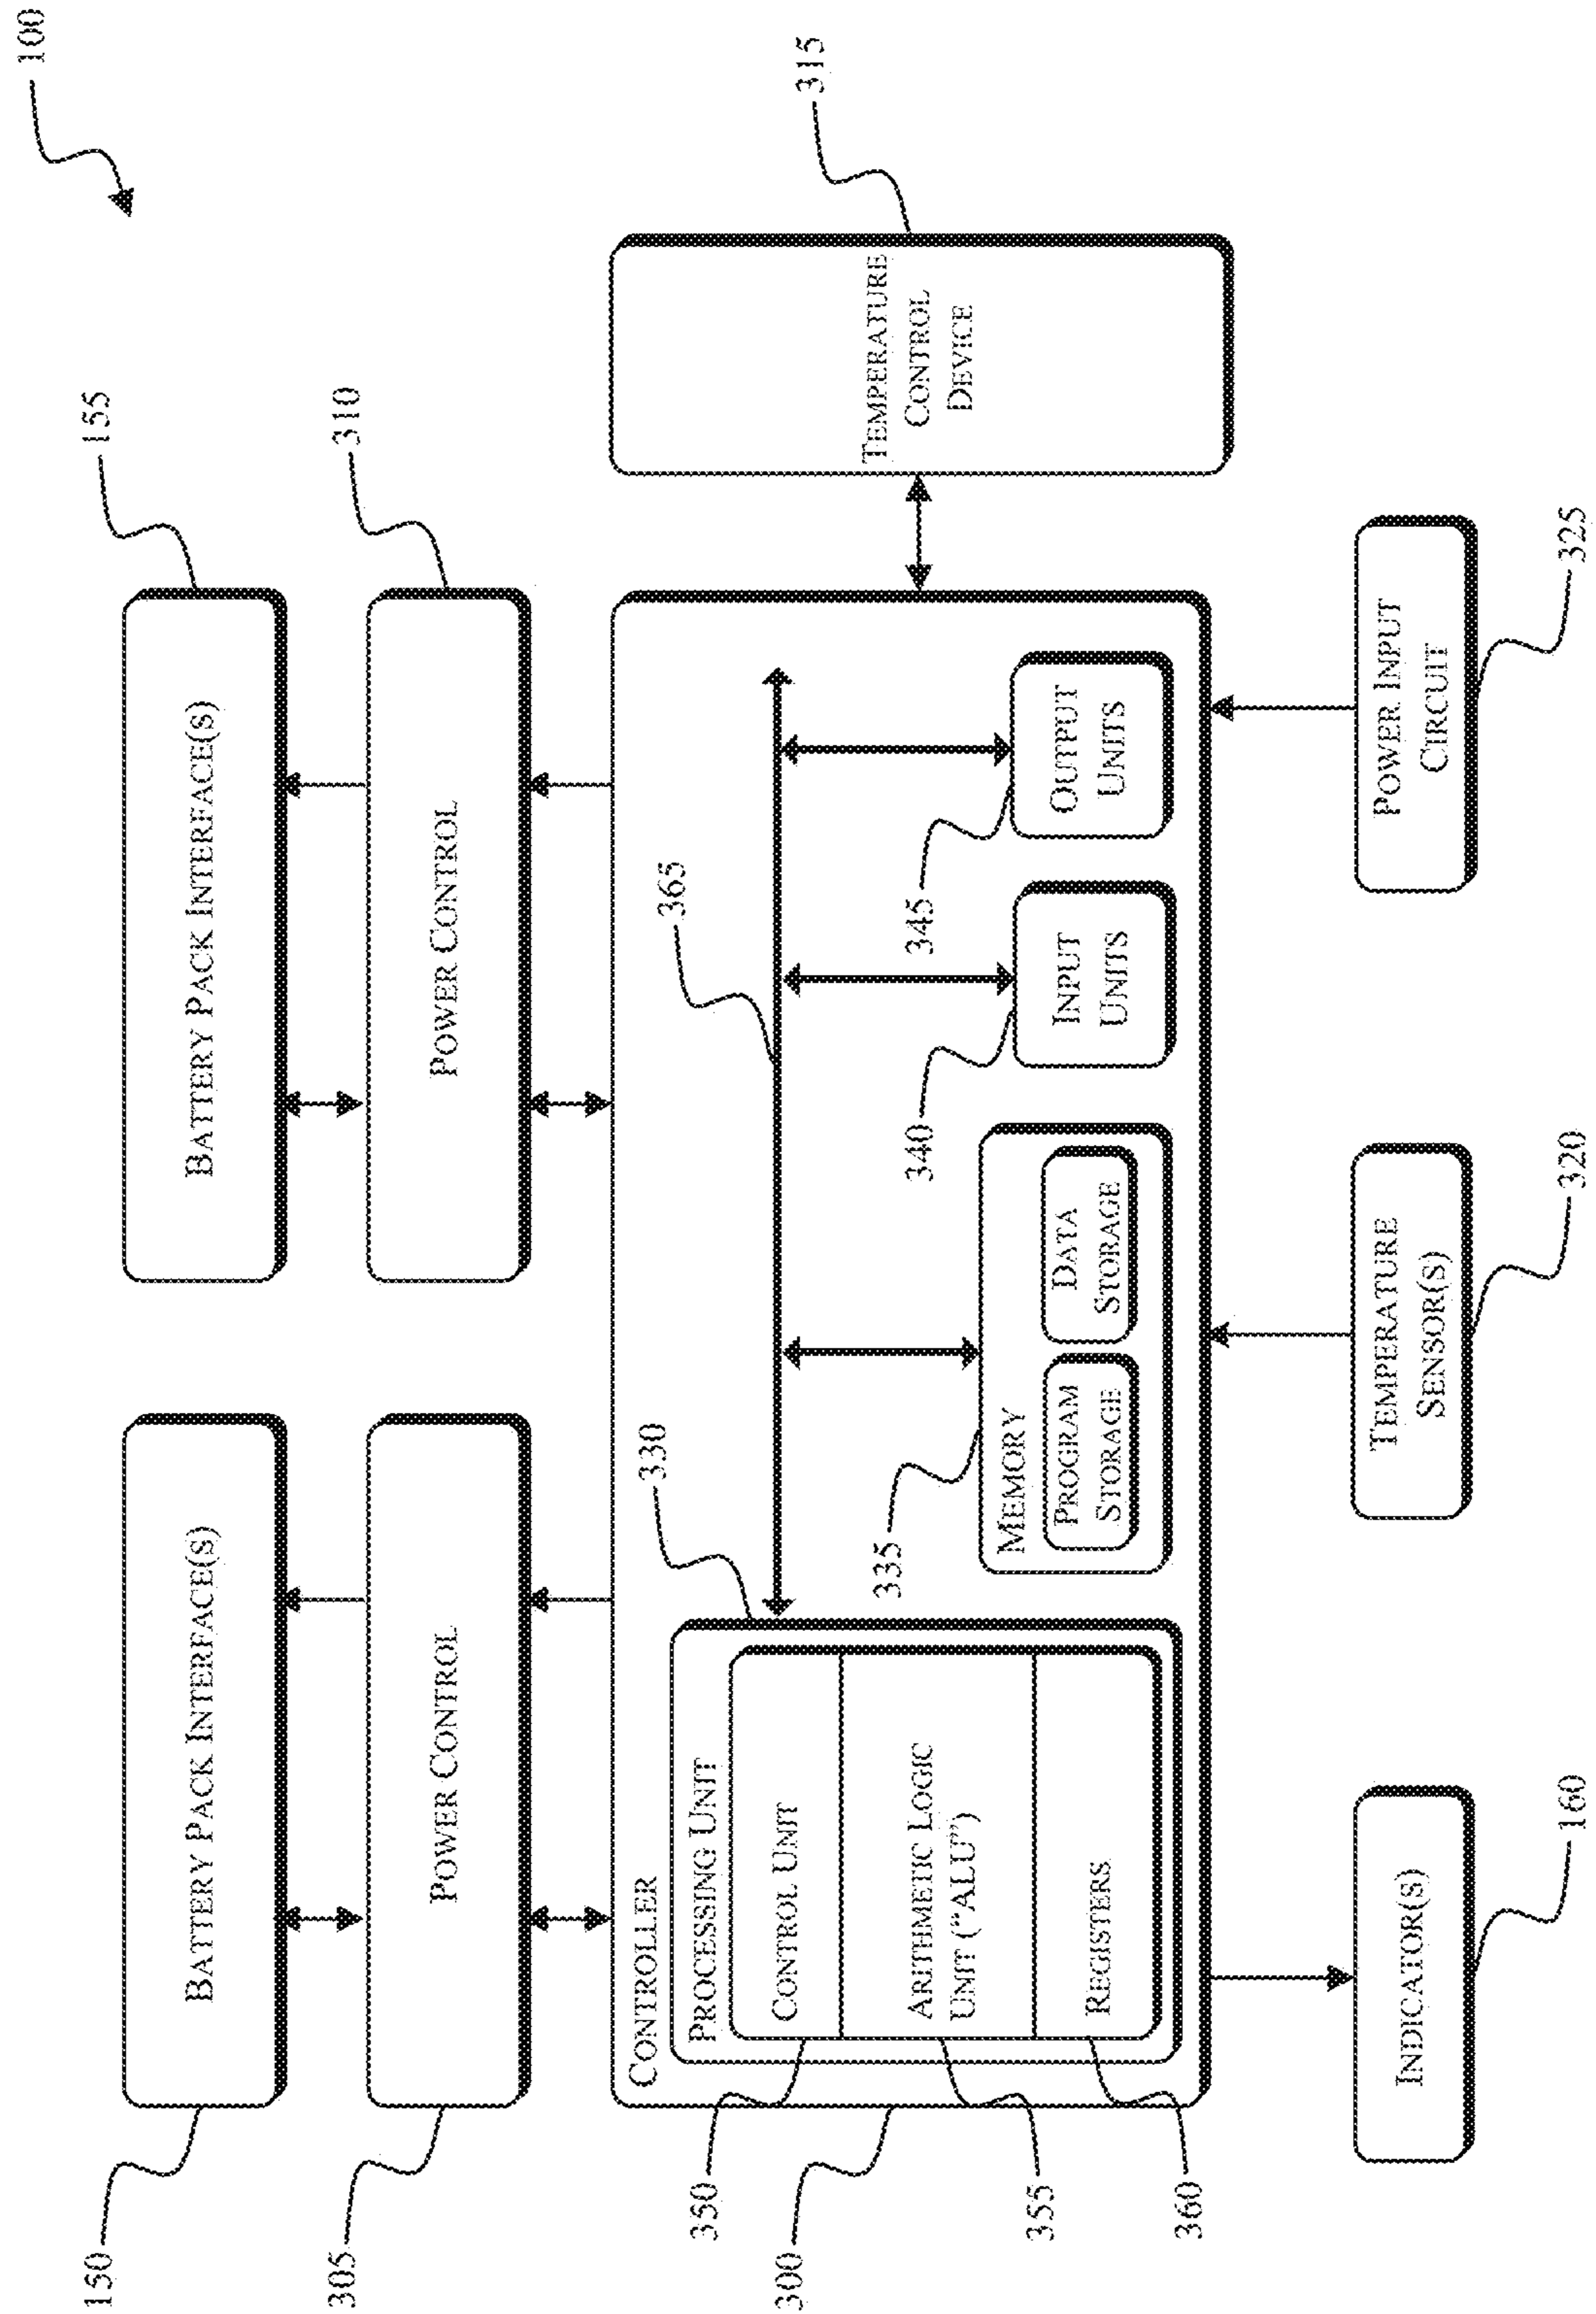 100
150
BATTERY PACK INTERFACE(S)
BATTERY PACK INTERFACE(S)
155
305
POWER CONTROL
POWER CONTROL
310
CONTROLLER
330
365
PROCESSING UNIT
350
CONTROL UNIT
300
335
340
345
315
TEMPERATURE
CONTROL
DEVICE
ARITHMETIC LOGIC
UNIT ("ALU")
355
MEMORY
PROGRAM
STORAGE
DATA
STORAGE
INPUT
UNITS
OUTPUT
UNITS
REGISTERS
360
INDICATOR(S)
160
TEMPERATURE
SENSOR(S)
320
POWER INPUT
CIRCUIT
325